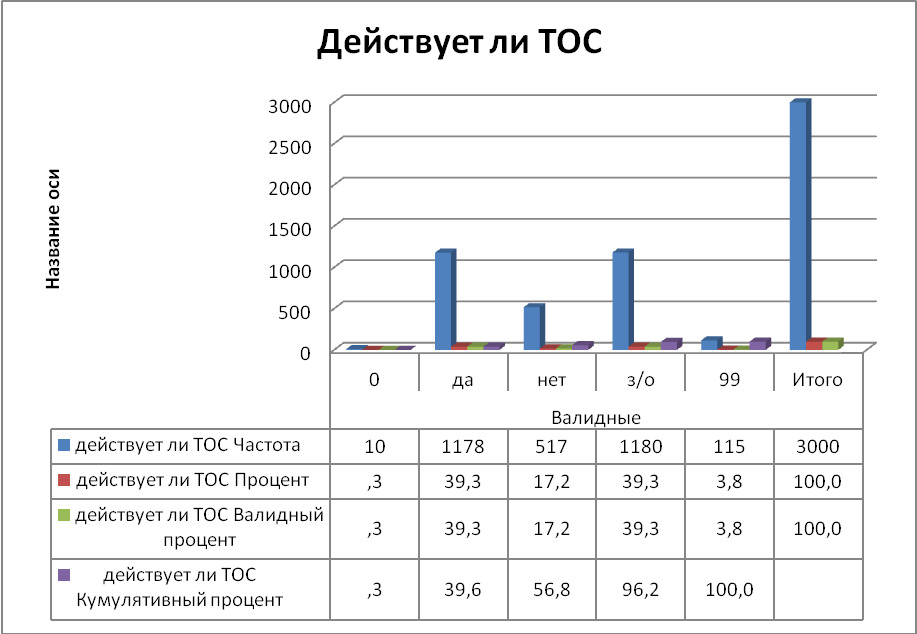 Действует ли ТОС
Название оси
3000
2500
2000
1500
1000
500
0
0 да нет з/о 99 Итого
Валидные
действует ли ТОС Частота 10 1178 517 1180 115 3000
действует ли ТОС Процент ,3 39,3 17,2 39,3 3,8 100,0
действует ли ТОС Валидный
процент ,3 39,3 17,2 39,3 3,8 100,0
действует ли ТОС
Кумулятивный процент ,3 39,6 56,8 96,2 100,0